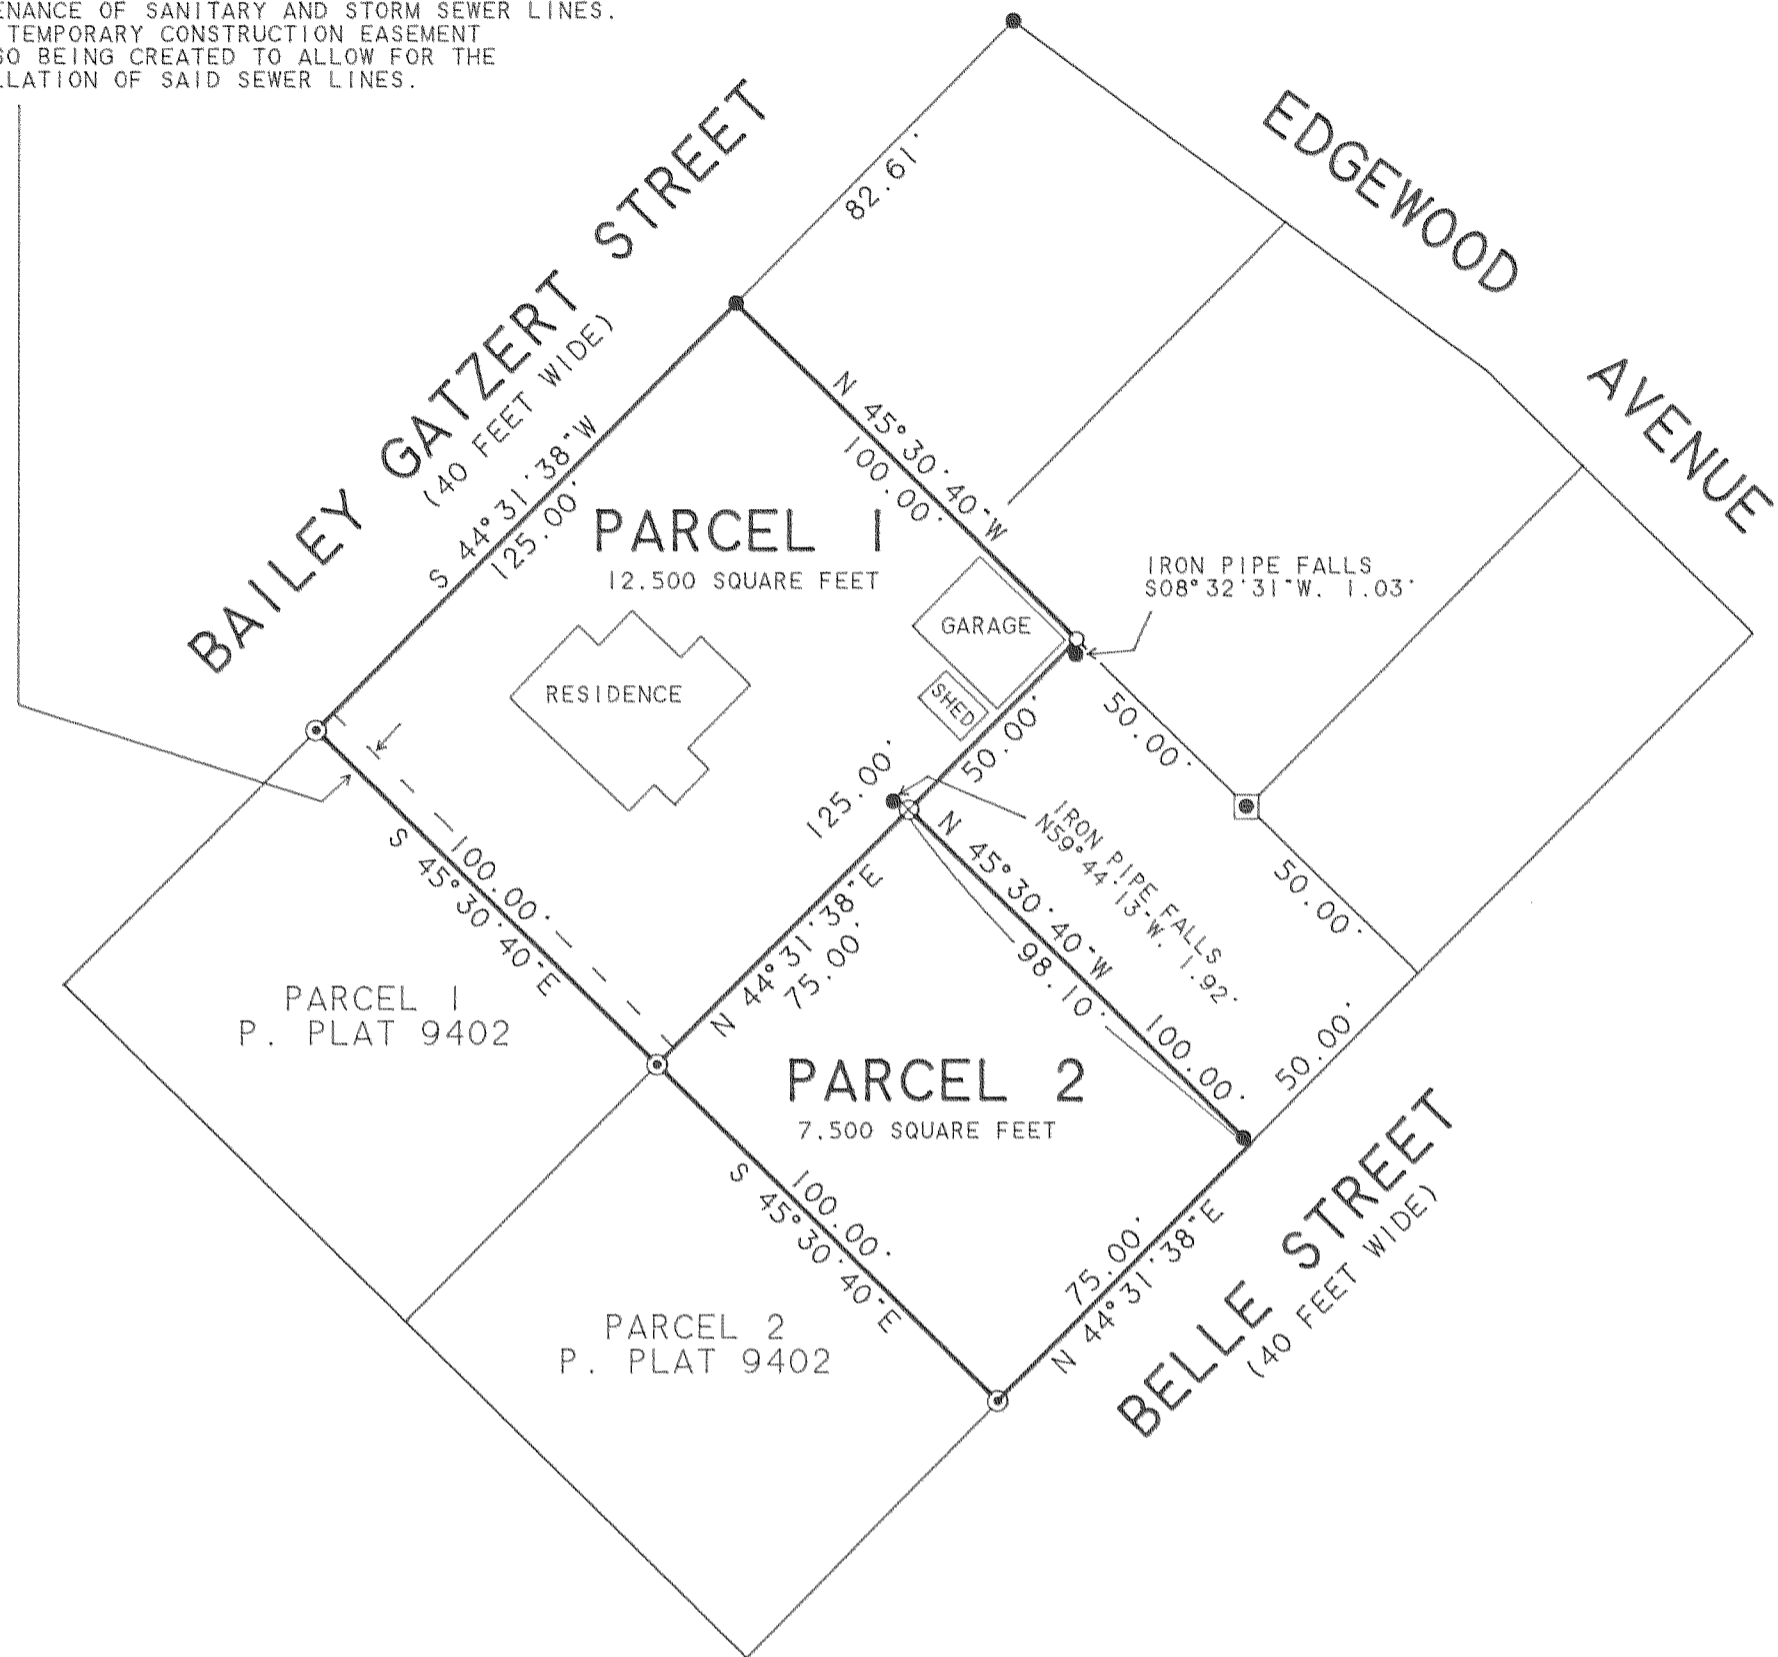 ENANCE OF SANITARY AND STORM SEWER LINES.
TEMPORARY CONSTRUCTION EASEMENT
SO BEING CREATED TO ALLOW FOR THE
LLATION OF SAID SEWER LINES.
EDGEWOOD AVENUE
82.61'
BAILEY GATZERT STREET
(40 FEET WIDE)
S 44°31'38"W
125.00'
N 45°30'40"W
100.00'
PARCEL 1
12.500 SQUARE FEET
IRON PIPE FALLS
S08°32'31"W. 1.03'
GARAGE
RESIDENCE
SHED
50.00'
50.00'
125.00'
IRON PIPE FALLS
N59°44'13"W. 1.92'
50.00'
S 45°30'40"E
100.00'
N 44°31'38"E
75.00'
N 45°30'40"W
98.10'
100.00'
50.00'
PARCEL 1
P. PLAT 9402
PARCEL 2
7.500 SQUARE FEET
100.00'
S 45°30'40"E
75.00'
N 44°31'38"E
BELLE STREET
(40 FEET WIDE)
PARCEL 2
P. PLAT 9402